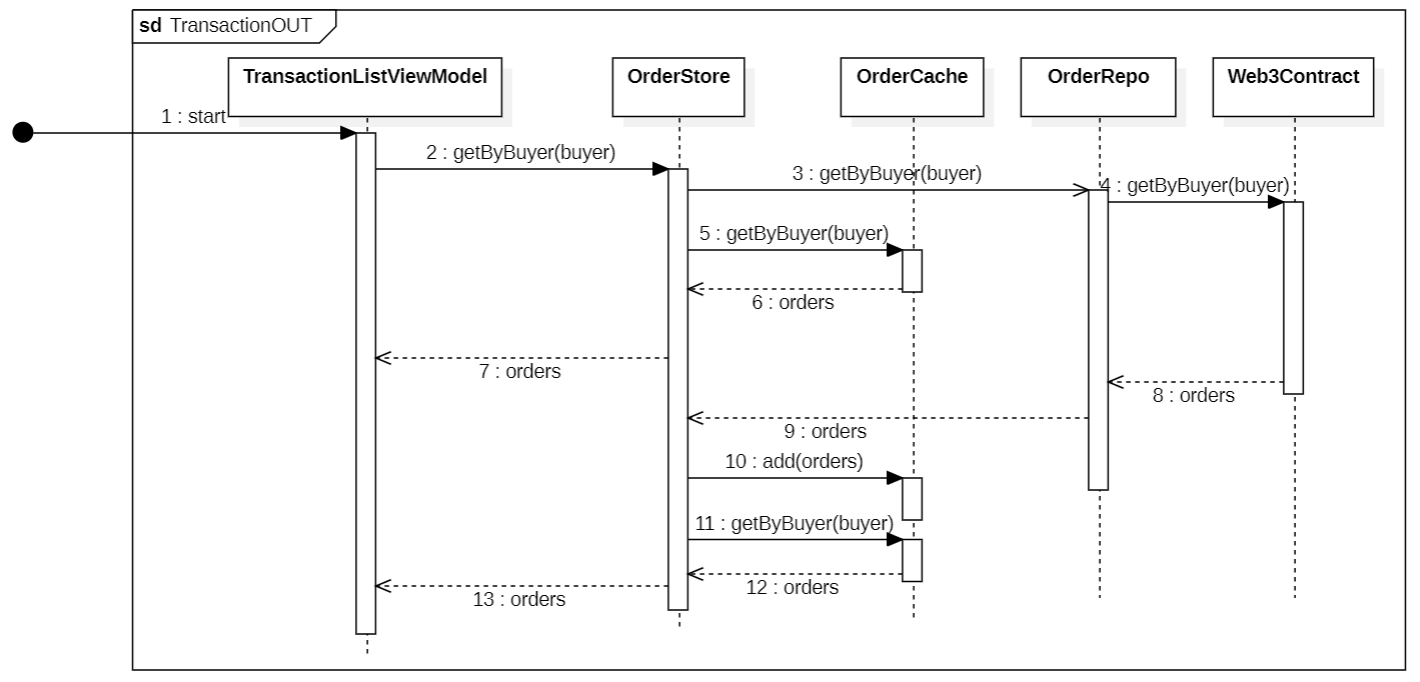 sd TransactionOUT
TransactionListViewModel
OrderStore
OrderCache
OrderRepo
Web3Contract
1 : start
2 : getByBuyer(buyer)
3 : getByBuyer(buyer)
4 : getByBuyer(buyer)
5 : getByBuyer(buyer)
6 : orders
7 : orders
8 : orders
9 : orders
10 : add(orders)
11 : getByBuyer(buyer)
12 : orders
13 : orders